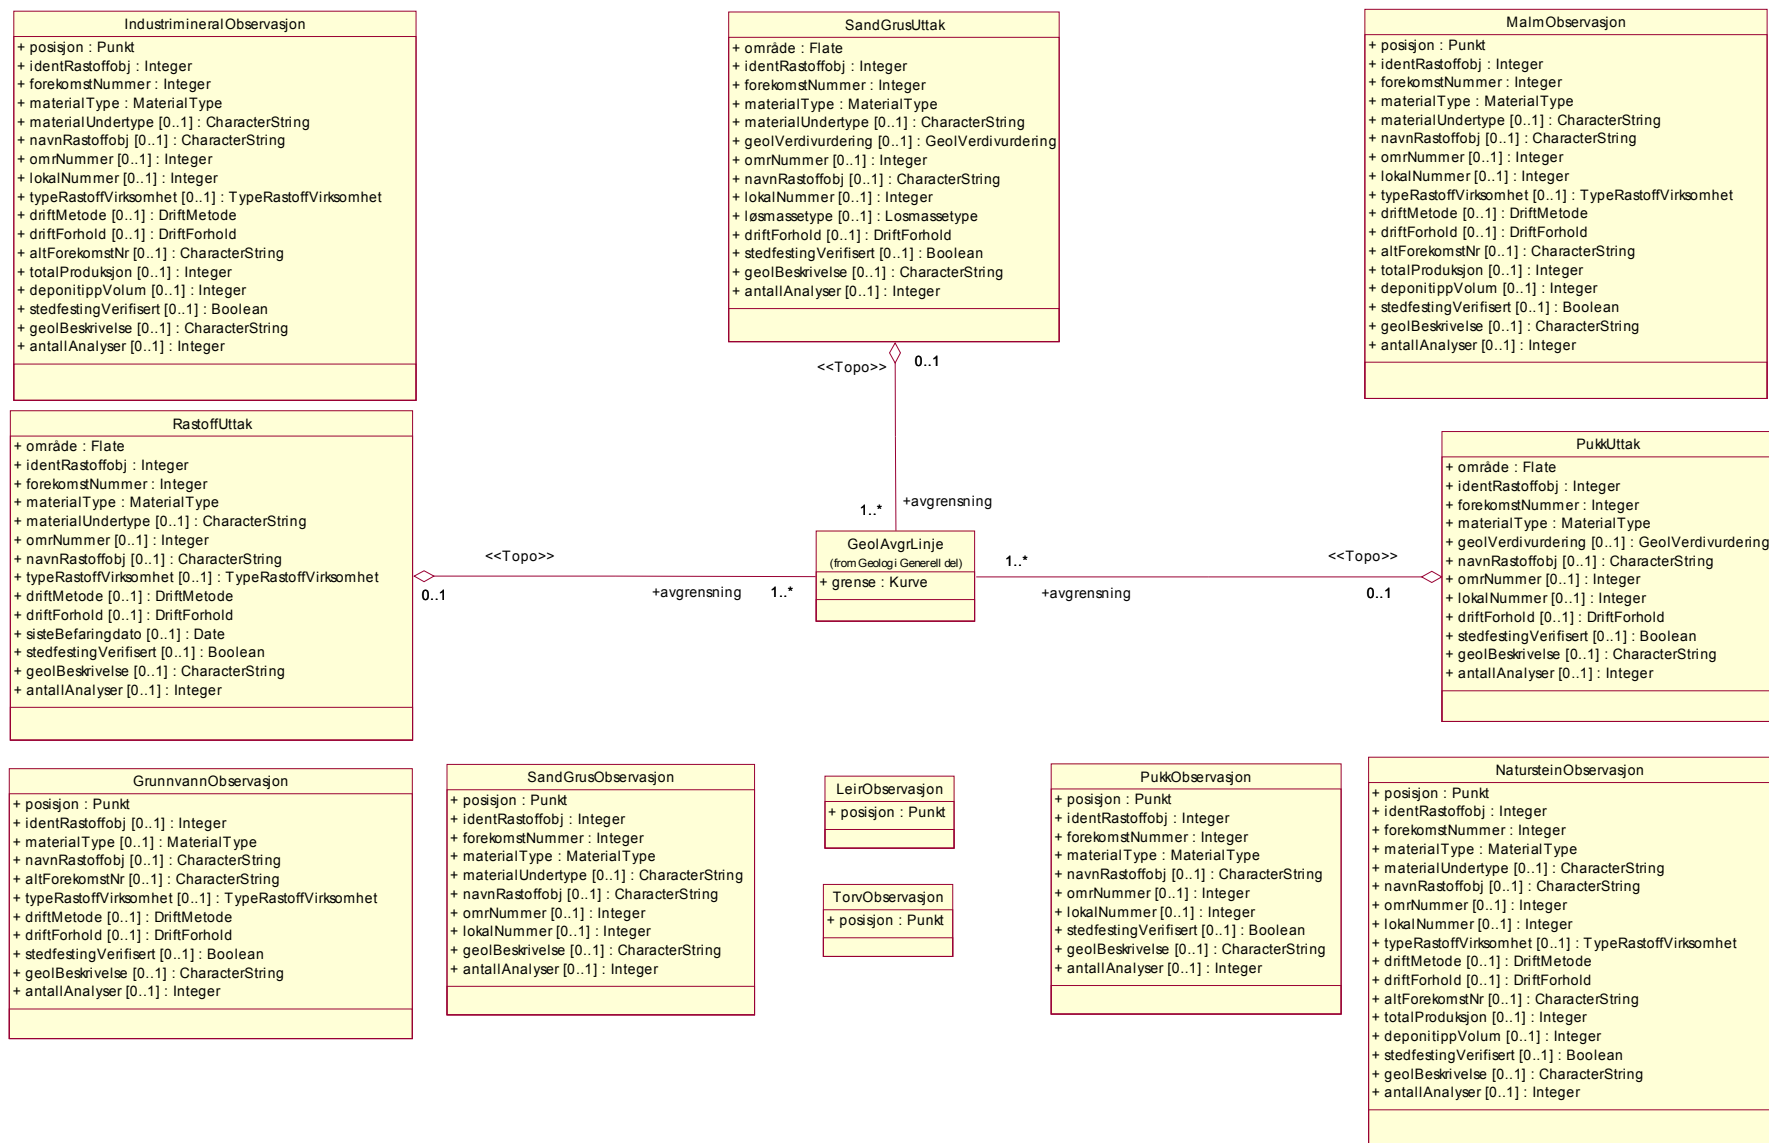 IndustrimineralObservasjon
+ posisjon : Punkt
+ identRastoffobj : Integer
+ forekomstNummer : Integer
+ materialType : MaterialType
+ materialUndertype [0..1] : CharacterString
+ navnRastoffobj [0..1] : CharacterString
+ omrNummer [0..1] : Integer
+ lokalNummer [0..1] : Integer
+ typeRastoffVirksomhet [0..1] : TypeRastoffVirksomhet
+ driftMetode [0..1] : DriftMetode
+ driftForhold [0..1] : DriftForhold
+ altForekomstNr [0..1] : CharacterString
+ totalProduksjon [0..1] : Integer
+ deponitippVolum [0..1] : Integer
+ stedfestingVerifisert [0..1] : Boolean
+ geolBeskrivelse [0..1] : CharacterString
+ antallAnalyser [0..1] : Integer
SandGrusUttak
+ område : Flate
+ identRastoffobj : Integer
+ forekomstNummer : Integer
+ materialType : MaterialType
+ materialUndertype [0..1] : CharacterString
+ geolVerdivurdering [0..1] : GeolVerdivurdering
+ omrNummer [0..1] : Integer
+ navnRastoffobj [0..1] : CharacterString
+ lokalNummer [0..1] : Integer
+ løsmassetype [0..1] : Losmassetype
+ driftForhold [0..1] : DriftForhold
+ stedfestingVerifisert [0..1] : Boolean
+ geolBeskrivelse [0..1] : CharacterString
+ antallAnalyser [0..1] : Integer
MalmObservasjon
+ posisjon : Punkt
+ identRastoffobj : Integer
+ forekomstNummer : Integer
+ materialType : MaterialType
+ materialUndertype [0..1] : CharacterString
+ navnRastoffobj [0..1] : CharacterString
+ omrNummer [0..1] : Integer
+ lokalNummer [0..1] : Integer
+ typeRastoffVirksomhet [0..1] : TypeRastoffVirksomhet
+ driftMetode [0..1] : DriftMetode
+ driftForhold [0..1] : DriftForhold
+ altForekomstNr [0..1] : CharacterString
+ totalProduksjon [0..1] : Integer
+ deponitippVolum [0..1] : Integer
+ stedfestingVerifisert [0..1] : Boolean
+ geolBeskrivelse [0..1] : CharacterString
+ antallAnalyser [0..1] : Integer
<<Topo>>
0..1
+avgrensning
1..*
RastoffUttak
+ område : Flate
+ identRastoffobj : Integer
+ forekomstNummer : Integer
+ materialType : MaterialType
+ materialUndertype [0..1] : CharacterString
+ omrNummer [0..1] : Integer
+ navnRastoffobj [0..1] : CharacterString
+ typeRastoffVirksomhet [0..1] : TypeRastoffVirksomhet
+ driftMetode [0..1] : DriftMetode
+ driftForhold [0..1] : DriftForhold
+ sisteBefaringdato [0..1] : Date
+ stedfestingVerifisert [0..1] : Boolean
+ geolBeskrivelse [0..1] : CharacterString
+ antallAnalyser [0..1] : Integer
<<Topo>>
0..1
+avgrensning
1..*
GeolAvgrLinje
(from Geologi Generell del)
+ grense : Kurve
1..*
+avgrensning
<<Topo>>
0..1
PukkUttak
+ område : Flate
+ identRastoffobj : Integer
+ forekomstNummer : Integer
+ materialType : MaterialType
+ geolVerdivurdering [0..1] : GeolVerdivurdering
+ navnRastoffobj [0..1] : CharacterString
+ omrNummer [0..1] : Integer
+ lokalNummer [0..1] : Integer
+ driftForhold [0..1] : DriftForhold
+ stedfestingVerifisert [0..1] : Boolean
+ geolBeskrivelse [0..1] : CharacterString
+ antallAnalyser [0..1] : Integer
GrunnvannObservasjon
+ posisjon : Punkt
+ identRastoffobj [0..1] : Integer
+ materialType [0..1] : MaterialType
+ navnRastoffobj [0..1] : CharacterString
+ altForekomstNr [0..1] : CharacterString
+ typeRastoffVirksomhet [0..1] : TypeRastoffVirksomhet
+ driftMetode [0..1] : DriftMetode
+ driftForhold [0..1] : DriftForhold
+ stedfestingVerifisert [0..1] : Boolean
+ geolBeskrivelse [0..1] : CharacterString
+ antallAnalyser [0..1] : Integer
SandGrusObservasjon
+ posisjon : Punkt
+ identRastoffobj : Integer
+ forekomstNummer : Integer
+ materialType : MaterialType
+ materialUndertype [0..1] : CharacterString
+ navnRastoffobj [0..1] : CharacterString
+ omrNummer [0..1] : Integer
+ lokalNummer [0..1] : Integer
+ geolBeskrivelse [0..1] : CharacterString
+ antallAnalyser [0..1] : Integer
LeirObservasjon
+ posisjon : Punkt
TorvObservasjon
+ posisjon : Punkt
PukkObservasjon
+ posisjon : Punkt
+ identRastoffobj : Integer
+ forekomstNummer : Integer
+ materialType : MaterialType
+ navnRastoffobj [0..1] : CharacterString
+ omrNummer [0..1] : Integer
+ lokalNummer [0..1] : Integer
+ stedfestingVerifisert [0..1] : Boolean
+ geolBeskrivelse [0..1] : CharacterString
+ antallAnalyser [0..1] : Integer
NatursteinObservasjon
+ posisjon : Punkt
+ identRastoffobj : Integer
+ forekomstNummer : Integer
+ materialType : MaterialType
+ materialUndertype [0..1] : CharacterString
+ navnRastoffobj [0..1] : CharacterString
+ omrNummer [0..1] : Integer
+ lokalNummer [0..1] : Integer
+ typeRastoffVirksomhet [0..1] : TypeRastoffVirksomhet
+ driftMetode [0..1] : DriftMetode
+ driftForhold [0..1] : DriftForhold
+ altForekomstNr [0..1] : CharacterString
+ totalProduksjon [0..1] : Integer
+ deponitippVolum [0..1] : Integer
+ stedfestingVerifisert [0..1] : Boolean
+ geolBeskrivelse [0..1] : CharacterString
+ antallAnalyser [0..1] : Integer